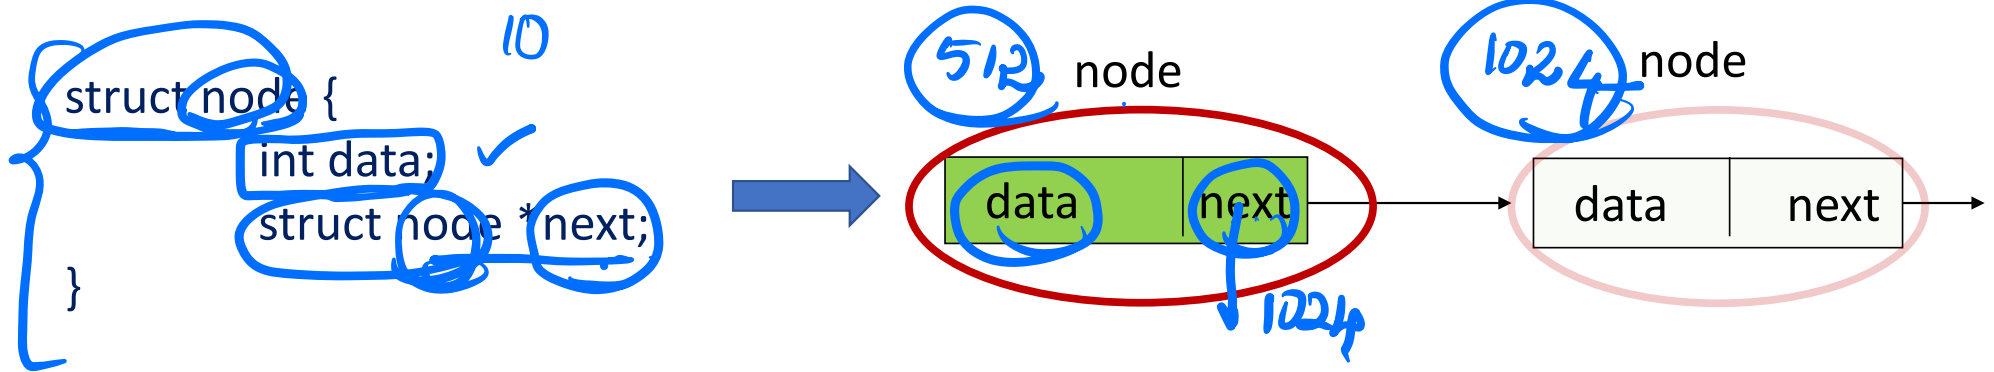 10
struct node {
int data;
struct node *next;
}
512 node
data next
1024
1024 node
data next